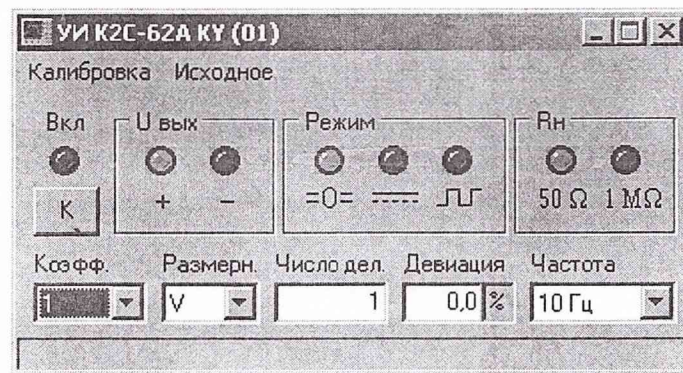 УИ К2С-62А КУ (01)
Калибровка Исходное
Вкл U вых Режим Rн
К + − =0= 50 Ω 1 MΩ
Коэфф. Размерн. Число дел. Девиация Частота
1 V 1 0,0 % 10 Гц